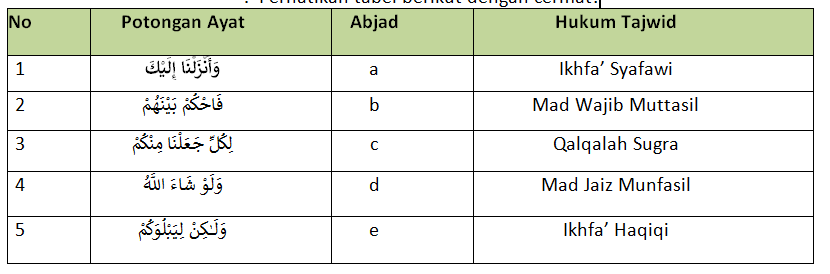 ? Perhatikan tabel berikut dengan cermat!
No Potongan Ayat Abjad Hukum Tajwid
1 وَأَنْزَلْنَا إِلَيْكَ a Ikhfa’ Syafawi
2 فَاحْكُمْ بَيْنَهُمْ b Mad Wajib Muttasil
3 لِكُلٍّ جَعَلْنَا مِنْكُمْ c Qalqalah Sugra
4 وَلَوْ شَاءَ اللَّهُ d Mad Jaiz Munfasil
5 وَلَٰكِنْ لِيَبْلُوَكُمْ e Ikhfa’ Haqiqi